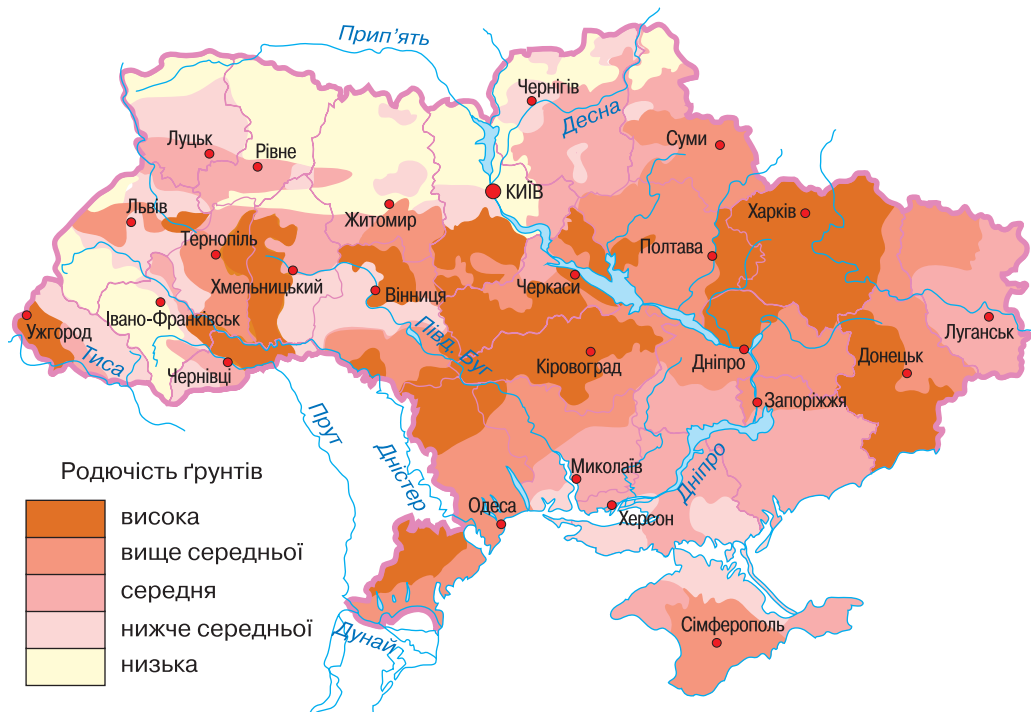 Прип'ять
Чернігів
Десна
Луцьк
Рівне
Суми
КИЇВ
Львів
Житомир
Харків
Тернопіль
Полтава
Хмельницький
Вінниця
Черкаси
Ужгород
Івано-Франківськ
Луганськ
Тиса
Чернівці
Півд. Буг
Кіровоград
Дніпро
Донецьк
Запоріжжя
Прут
Дністер
Миколаїв
Дніпро
Одеса
Херсон
Дунай
Сімферополь
Родючість ґрунтів
висока
вище середньої
середня
нижче середньої
низька